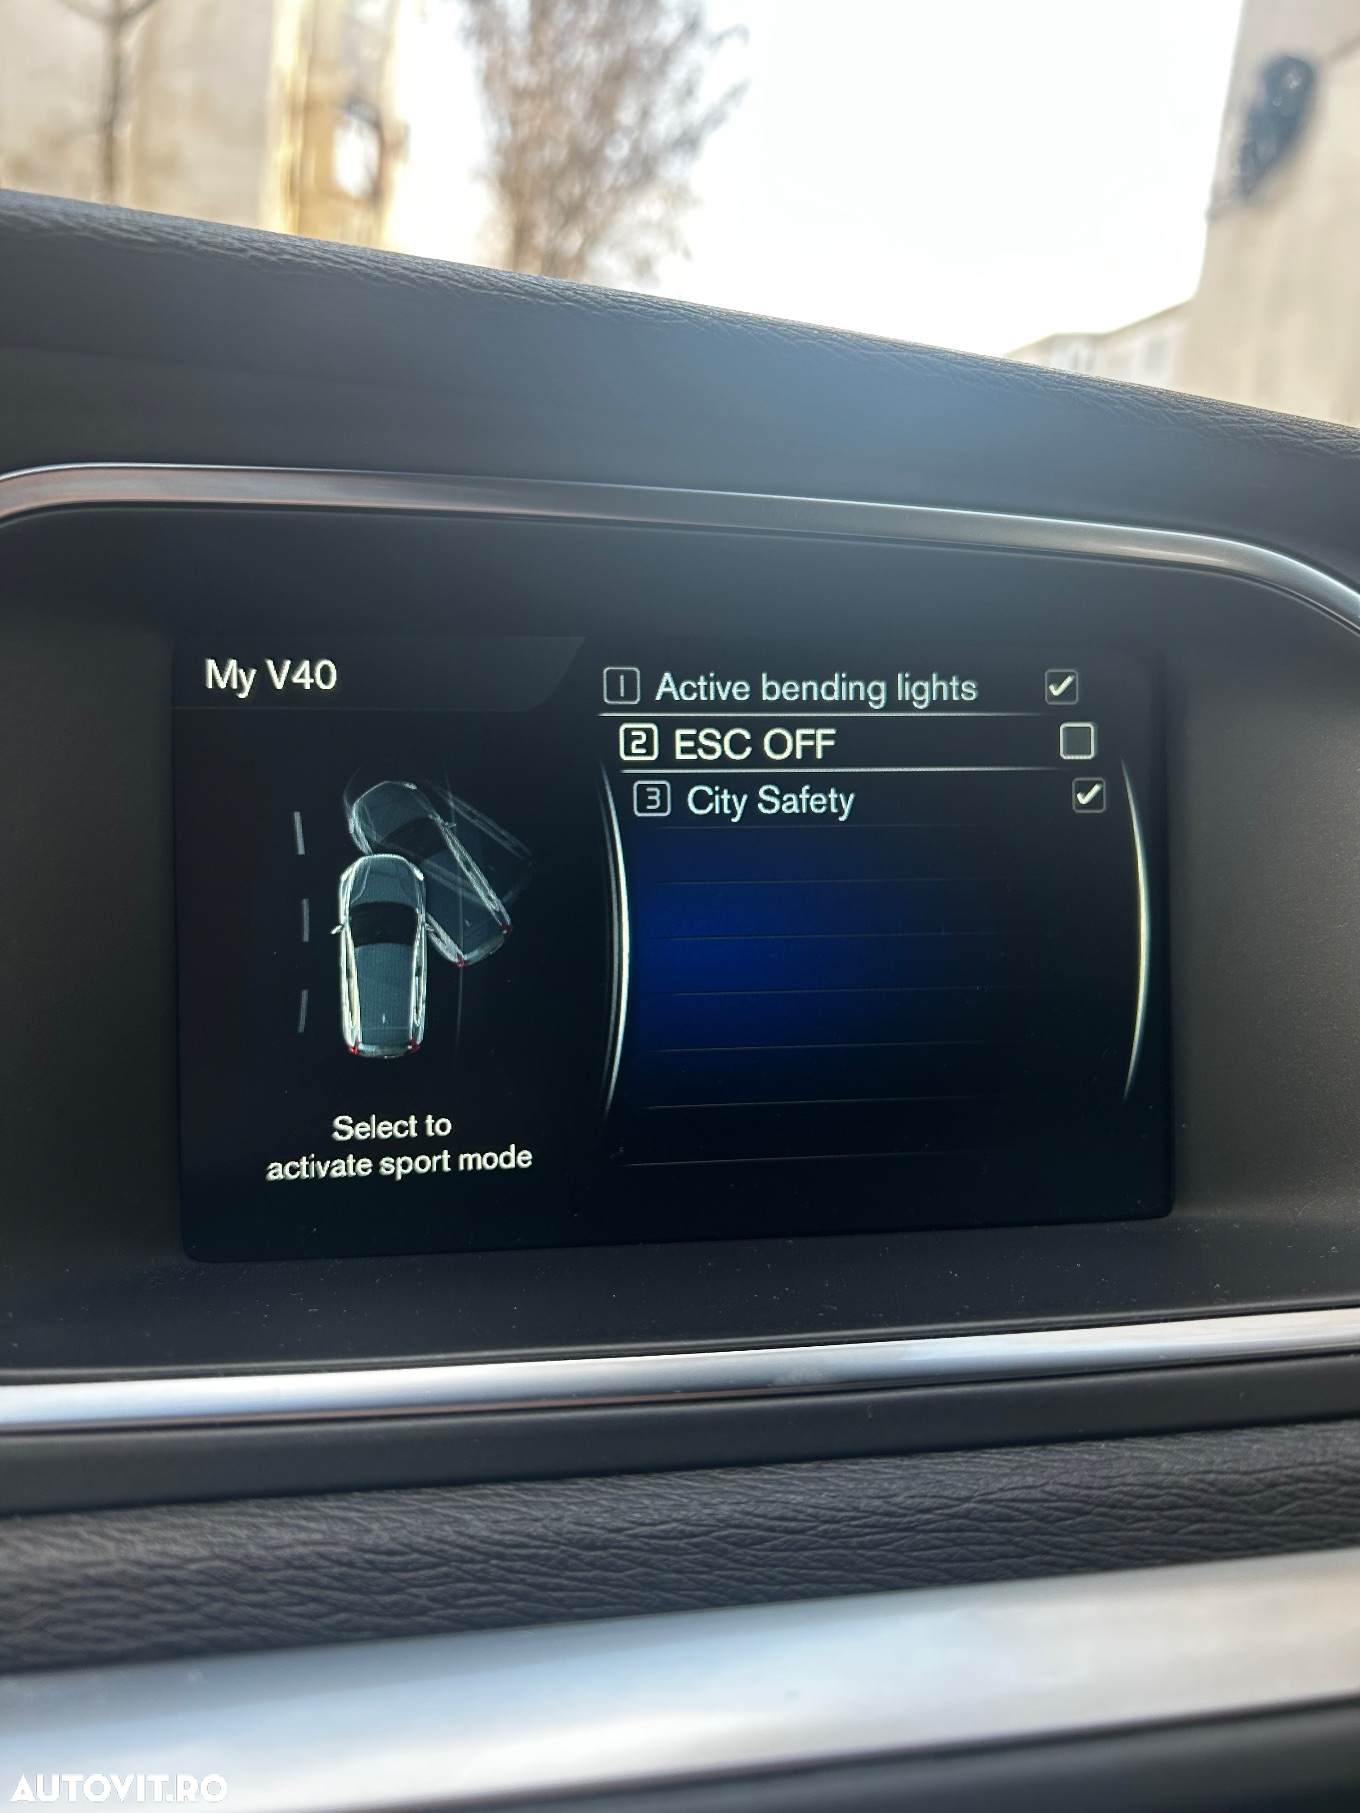 My V40
1 Active bending lights
2 ESC OFF
3 City Safety
Select to
activate sport mode
AUTOVIT.RO